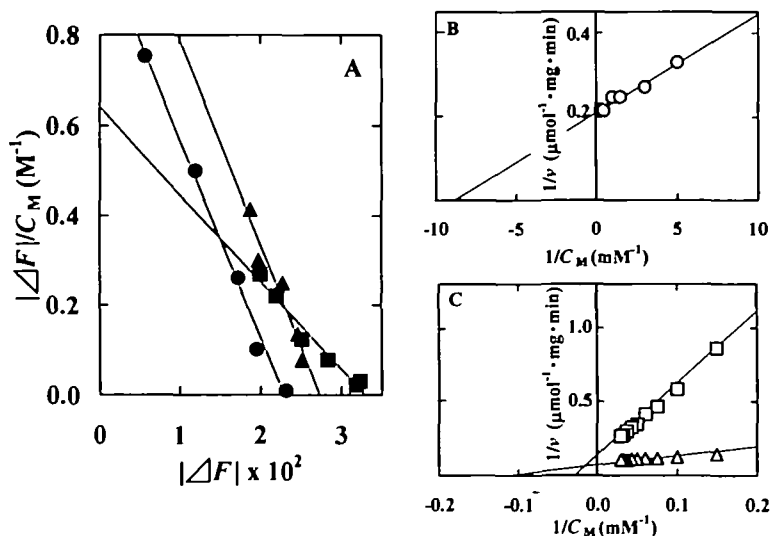 A
0.8
0.6
0.4
0.2
0.0
|ΔF|/C_M (M⁻¹)
0 1 2 3
|ΔF| x 10²
B
0.4
0.2
1/v (μmol⁻¹・mg・min)
-10 -5 0 5 10
1/C_M (mM⁻¹)
C
1.0
0.5
1/v (μmol⁻¹・mg・min)
-0.2 -0.1 0.0 0.1 0.2
1/C_M (mM⁻¹)